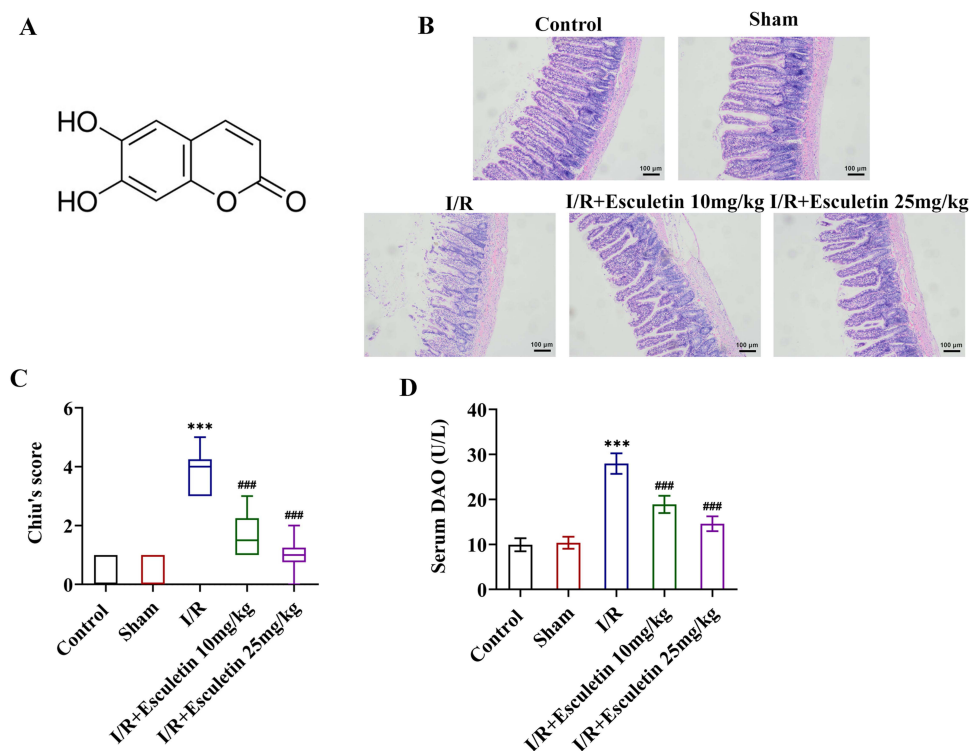 A
HO
HO
O
O
B
Control
Sham
100 μm
100 μm
I/R
I/R+Esculetin 10mg/kg
I/R+Esculetin 25mg/kg
100 μm
100 μm
100 μm
C
Chiu's score
6
4
2
0
***
###
###
Control
Sham
I/R
I/R+Esculetin 10mg/kg
I/R+Esculetin 25mg/kg
D
Serum DAO (U/L)
40
30
20
10
0
***
###
###
Control
Sham
I/R
I/R+Esculetin 10mg/kg
I/R+Esculetin 25mg/kg